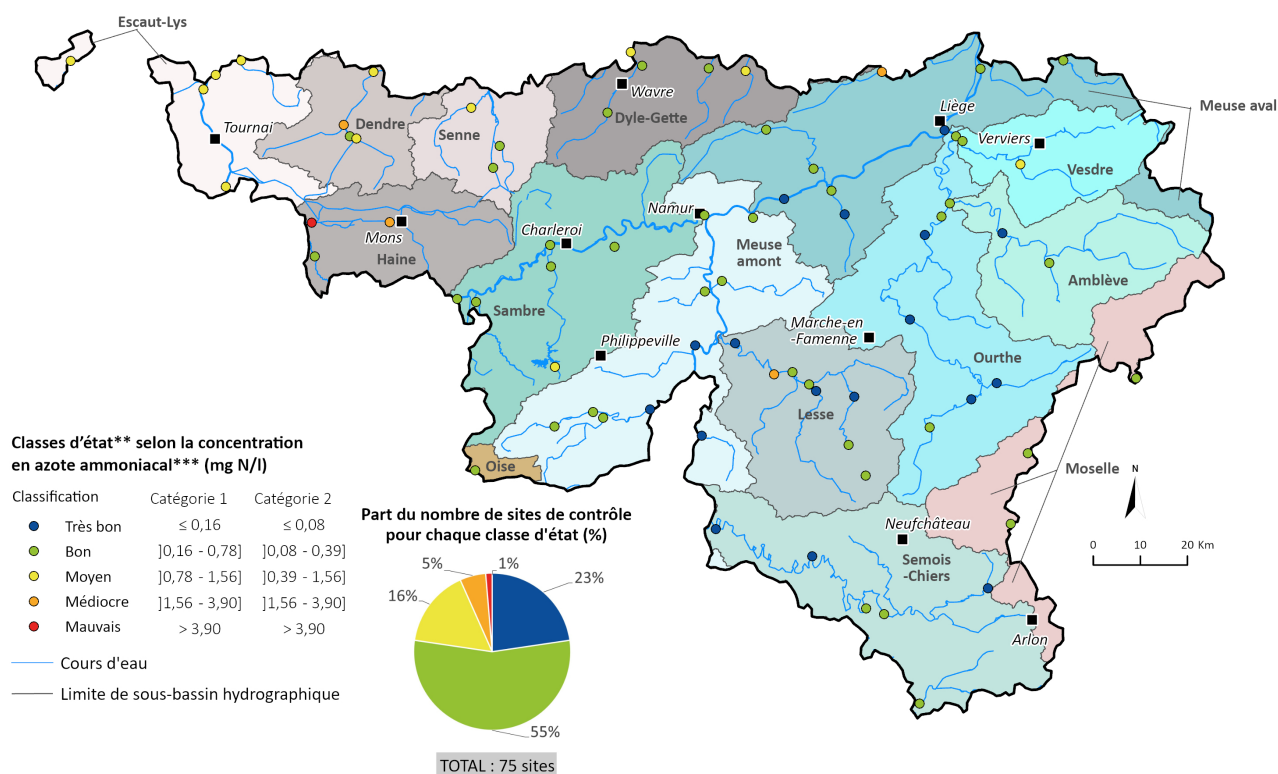 Escaut-Lys
Meuse aval
Wavre
Dyle-Gette
Liège
Tournai
Dendre
Senne
Verviers
Vesdre
Namur
Mons
Haine
Charleroi
Meuse
amont
Amblève
Sambre
Marche-en
-Famenne
Philippeville
Ourthe
Lesse
Oise
Moselle
N
Neufchâteau
Semois
-Chiers
0 10 20 Km
Arlon
Classes d'état** selon la concentration
en azote ammoniacal*** (mg N/l)
Classification Catégorie 1 Catégorie 2
Très bon ≤ 0,16 ≤ 0,08
Bon ]0,16 - 0,78] ]0,08 - 0,39]
Moyen ]0,78 - 1,56] ]0,39 - 1,56]
Médiocre ]1,56 - 3,90] ]1,56 - 3,90]
Mauvais > 3,90 > 3,90
Cours d'eau
Limite de sous-bassin hydrographique
Part du nombre de sites de contrôle
pour chaque classe d'état (%)
5%
1%
16%
23%
55%
TOTAL : 75 sites